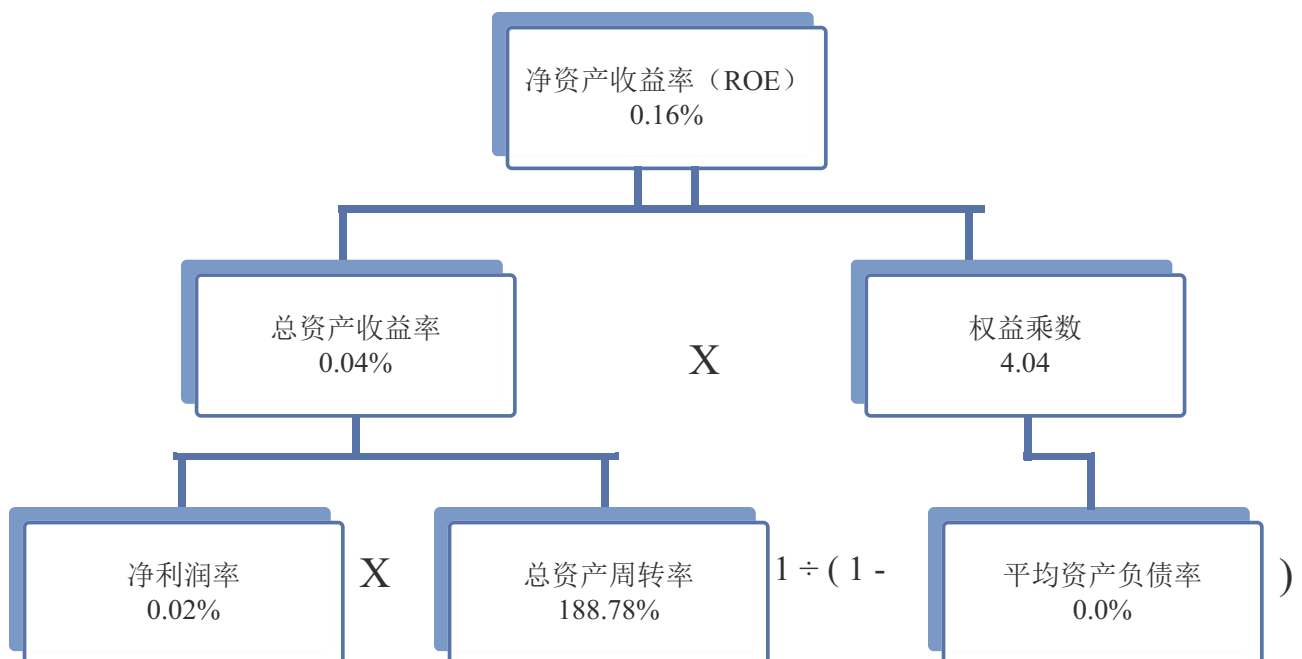 净资产收益率（ROE）
0.16%
总资产收益率
0.04%
X
权益乘数
4.04
净利润率
0.02%
X
总资产周转率
188.78%
1 ÷ ( 1 -
平均资产负债率
0.0%
)